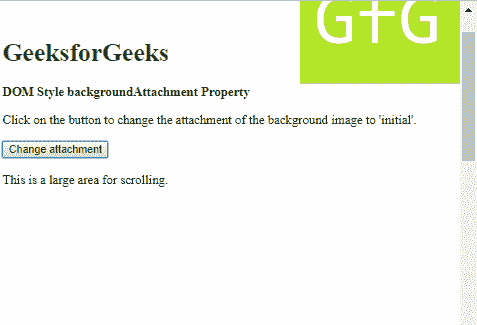 G+G
GeeksforGeeks
DOM Style backgroundAttachment Property
Click on the button to change the attachment of the background image to 'initial'.
Change attachment
This is a large area for scrolling.